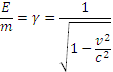 E/m = γ = 1/√(1 − v²/c²)